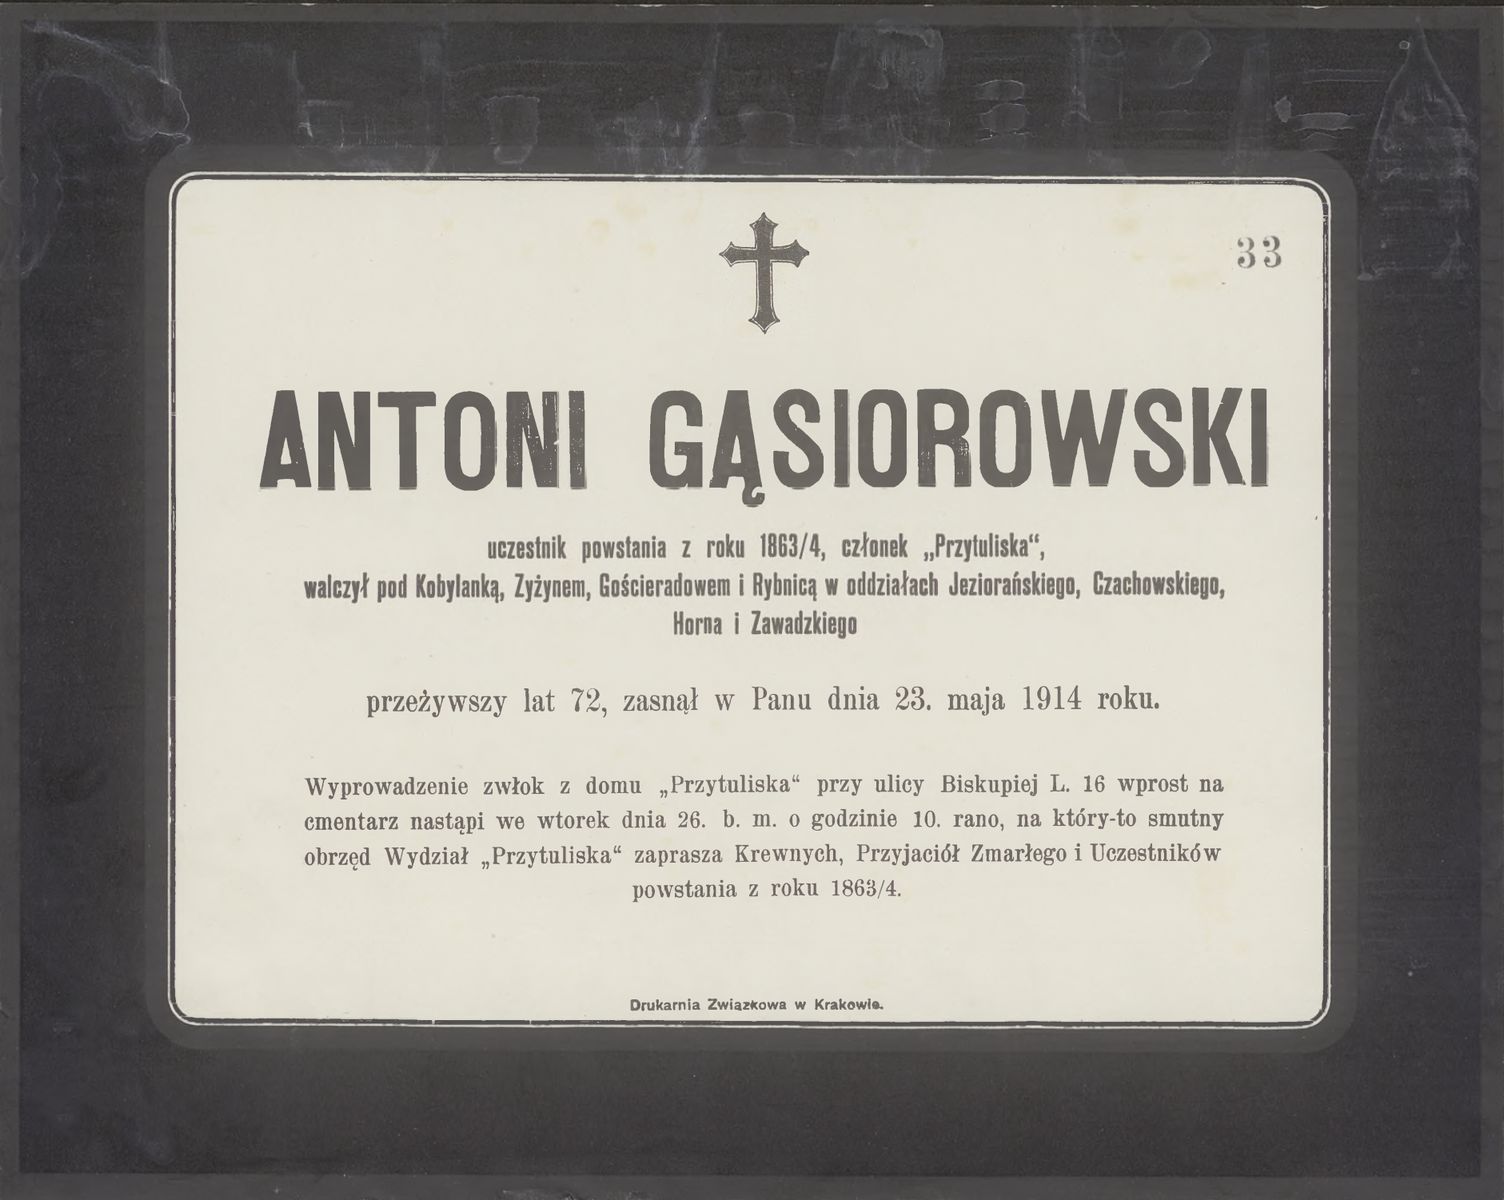 33
ANTONI GĄSIOROWSKI
uczestnik powstania z roku 1863/4, członek „Przytuliska“,
walczył pod Kobylanką, Zyżynem, Gościeradowem i Rybnicą w oddziałach Jeziorańskiego, Czachowskiego,
Horna i Zawadzkiego
przeżywszy lat 72, zasnął w Panu dnia 23. maja 1914 roku.
Wyprowadzenie zwłok z domu „Przytuliska“ przy ulicy Biskupiej L. 16 wprost na
cmentarz nastąpi we wtorek dnia 26. b. m. o godzinie 10. rano, na który-to smutny
obrzęd Wydział „Przytuliska“ zaprasza Krewnych, Przyjaciół Zmarłego i Uczestników
powstania z roku 1863/4.
Drukarnia Związkowa w Krakowie.